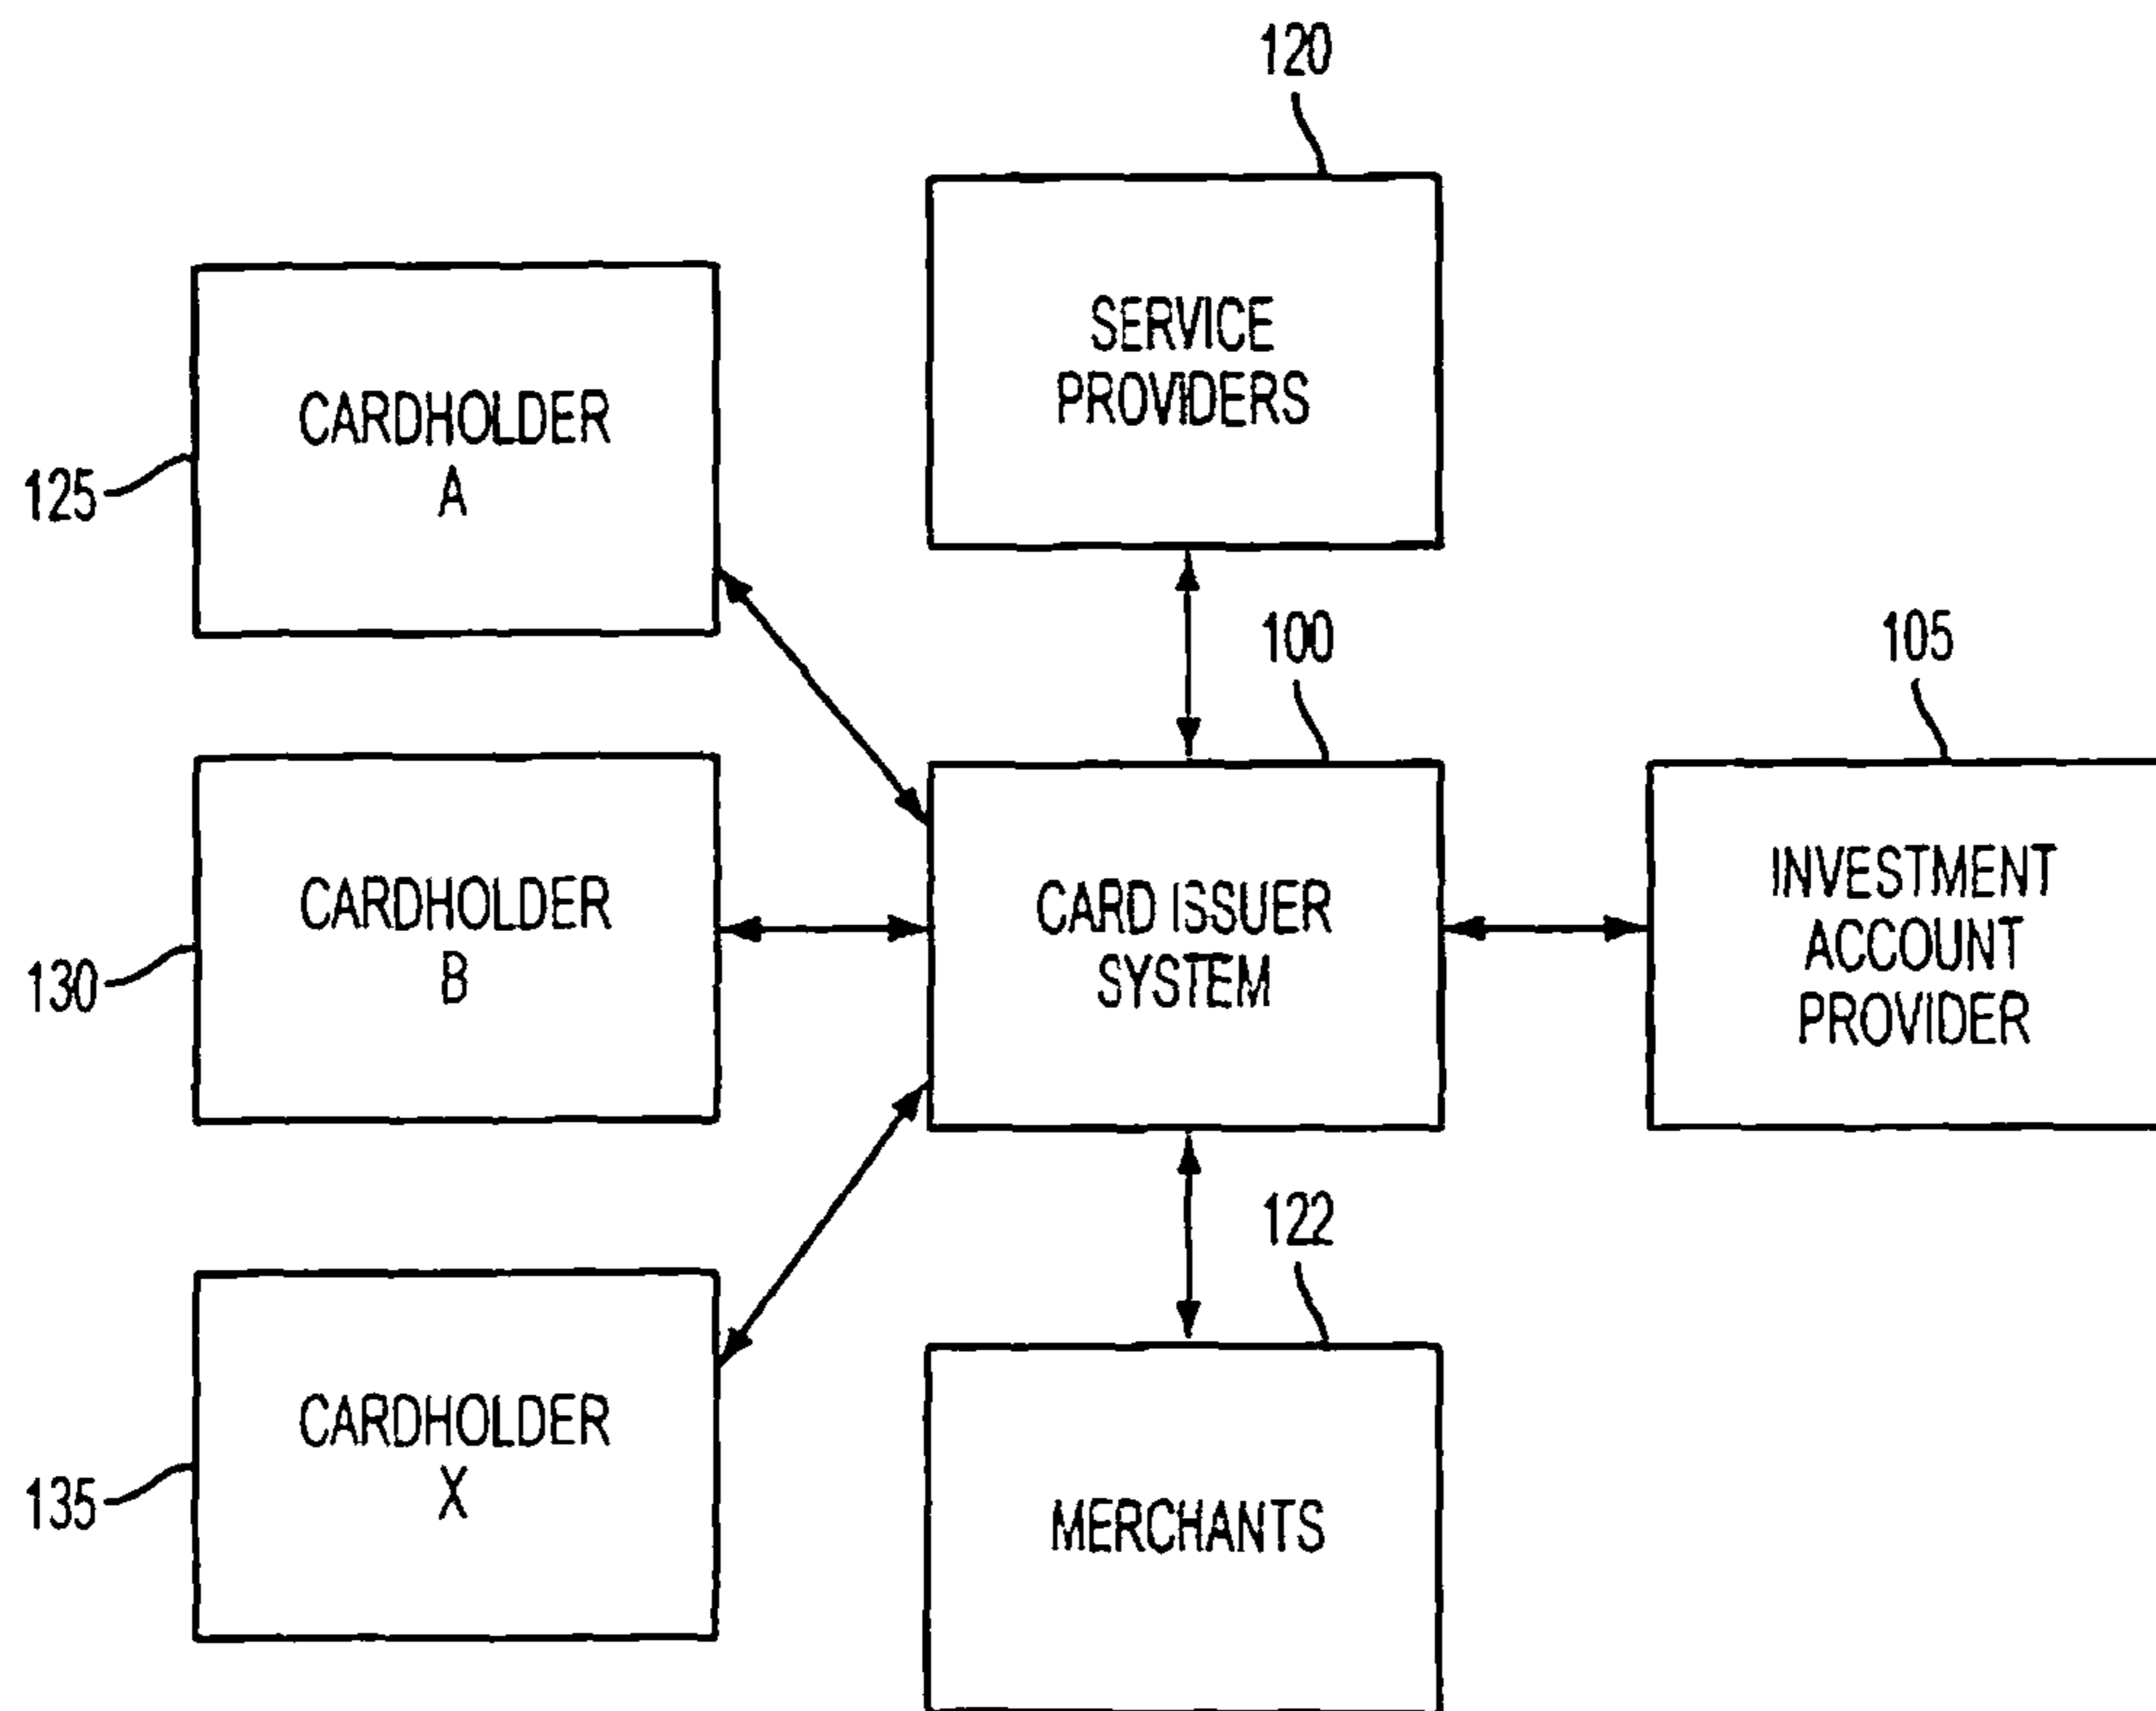 120
SERVICE
PROVIDERS
CARDHOLDER
A
125
100
105
CARDHOLDER
B
130
CARD ISSUER
SYSTEM
INVESTMENT
ACCOUNT
PROVIDER
122
CARDHOLDER
X
135
MERCHANTS